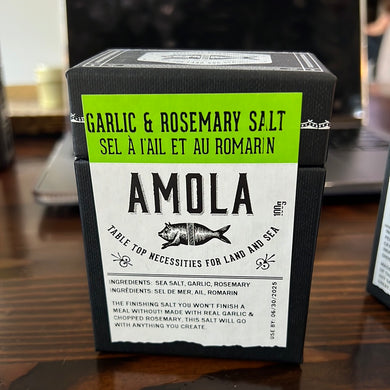 GARLIC & ROSEMARY SALT
SEL À l'AIL ET AU ROMARIN
AMOLA
100g
TABLE TOP NECESSITIES FOR LAND AND SEA
INGREDIENTS: SEA SALT, GARLIC, ROSEMARY
INGRÉDIENTS: SEL DE MER, AIL, ROMARIN
THE FINISHING SALT YOU WON'T FINISH A
MEAL WITHOUT! MADE WITH REAL GARLIC &
CHOPPED ROSEMARY, THIS SALT WILL GO
WITH ANYTHING YOU CREATE.
USE BY: 06/30/2025